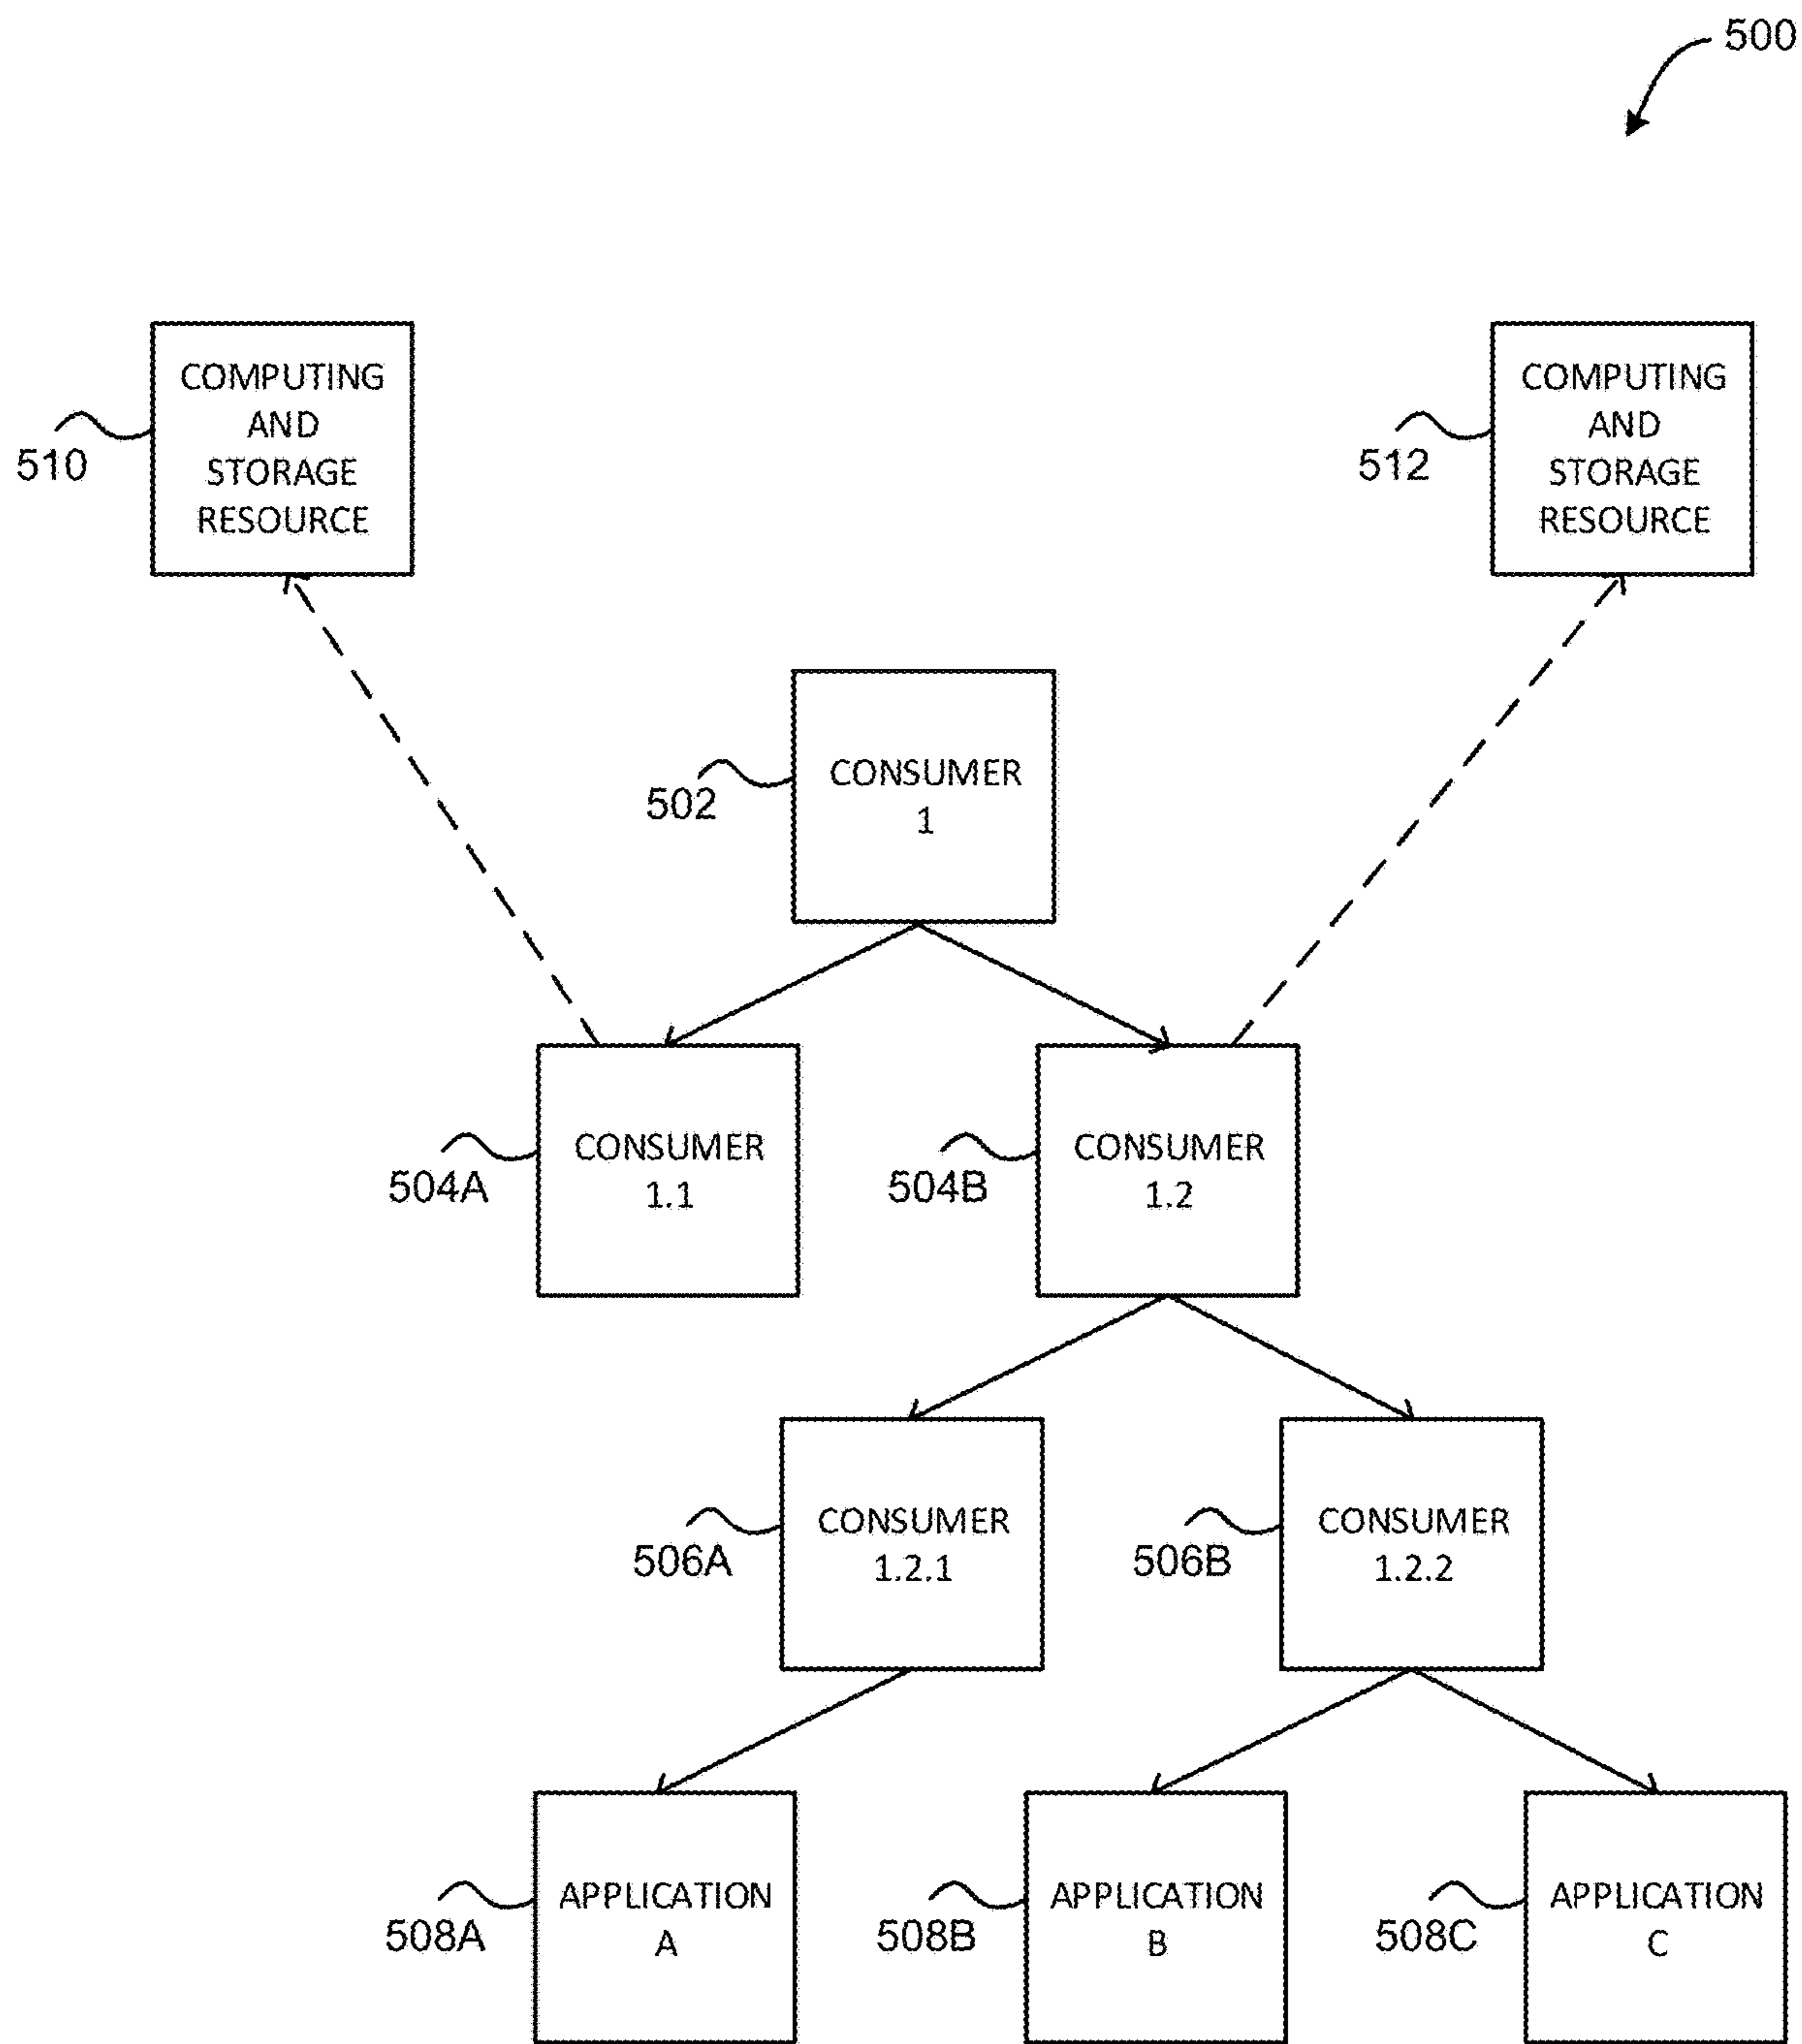 500
COMPUTING
AND
STORAGE
RESOURCE
510
COMPUTING
AND
STORAGE
RESOURCE
512
CONSUMER
1
502
CONSUMER
1.1
504A
CONSUMER
1.2
504B
CONSUMER
1.2.1
506A
CONSUMER
1.2.2
506B
APPLICATION
A
508A
APPLICATION
B
508B
APPLICATION
C
508C